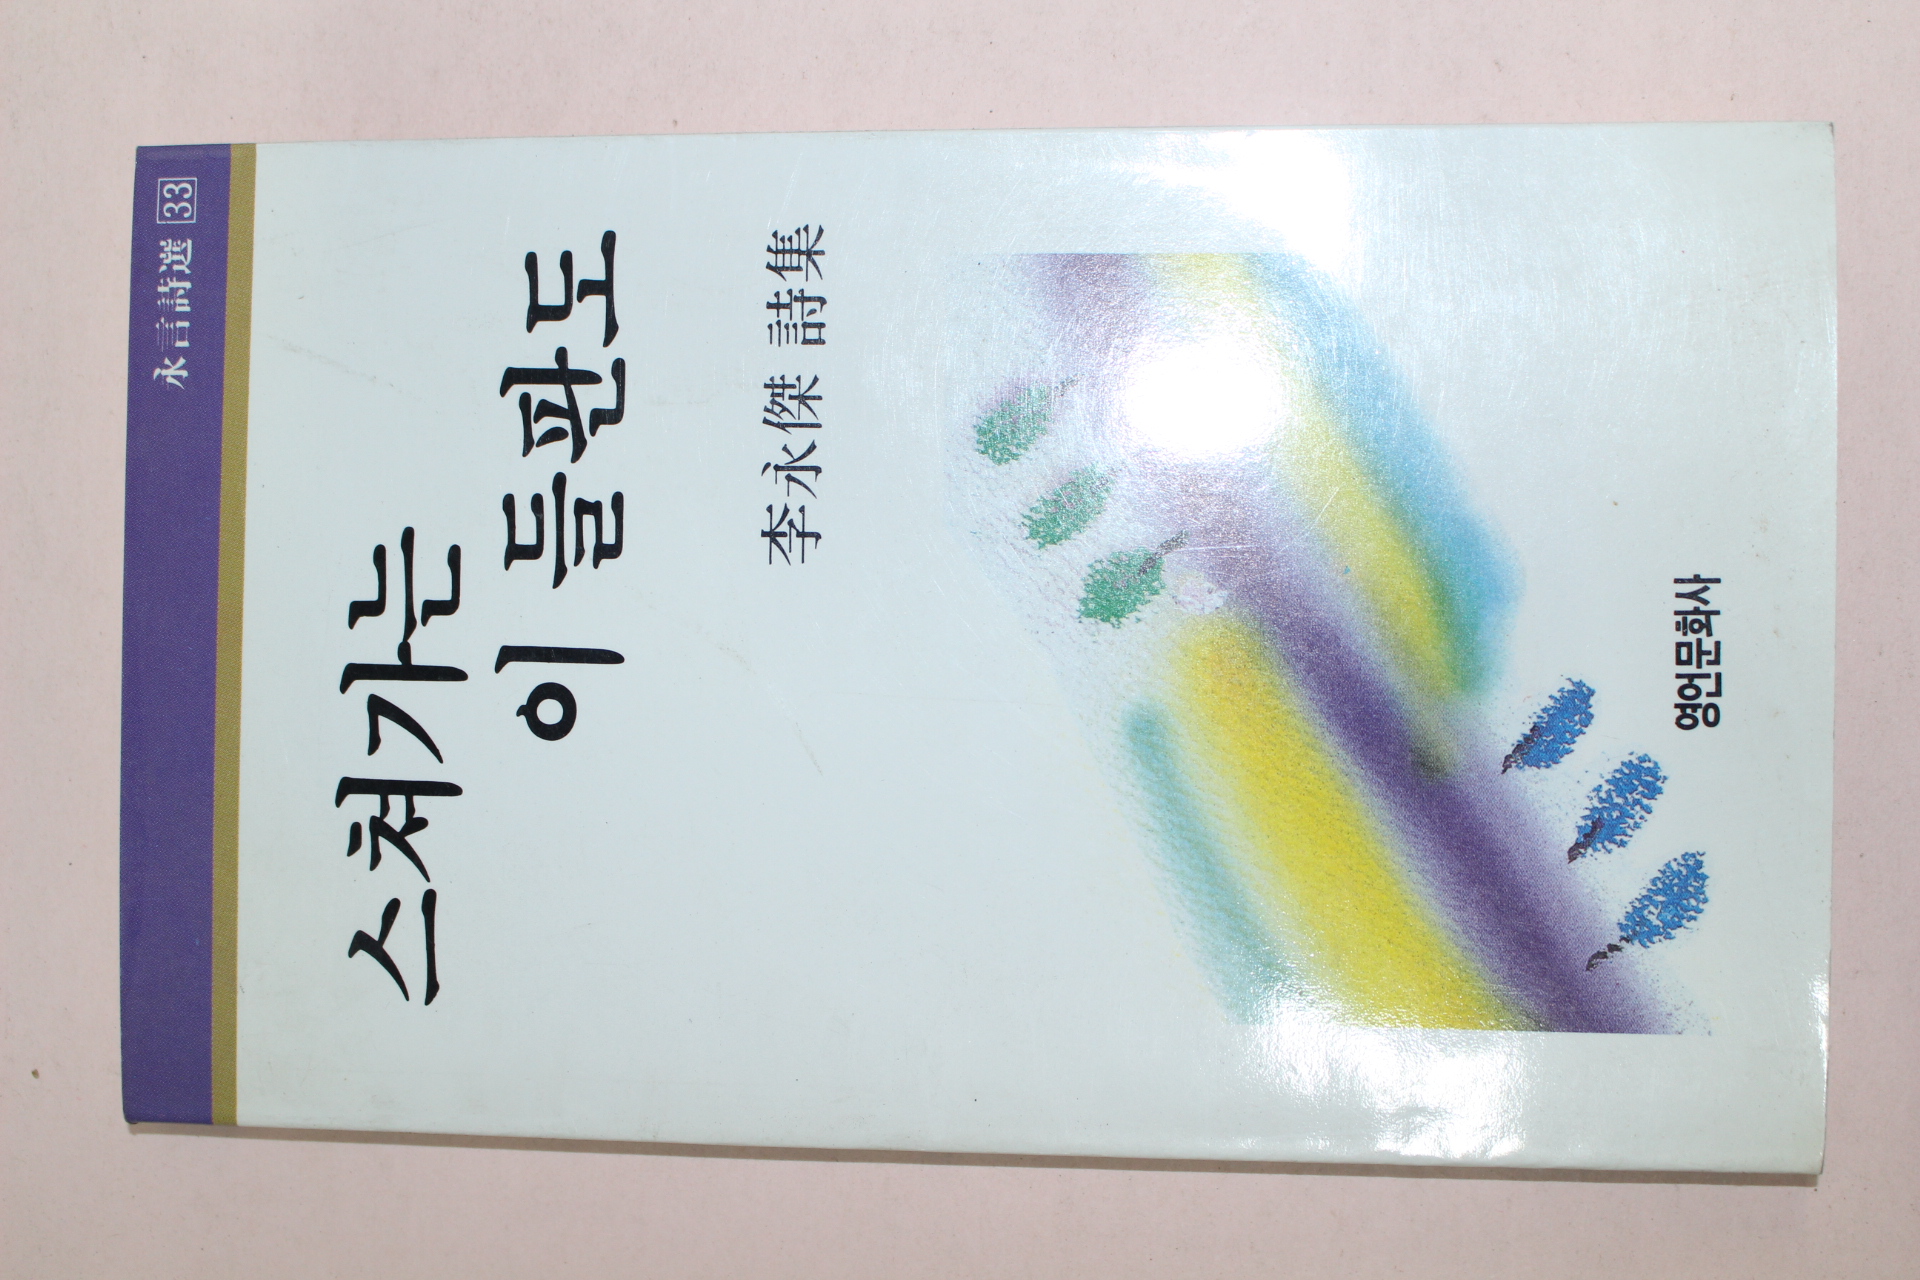 永言詩選 33
스쳐가는
이 들판도
李永傑 詩集
영언문화사